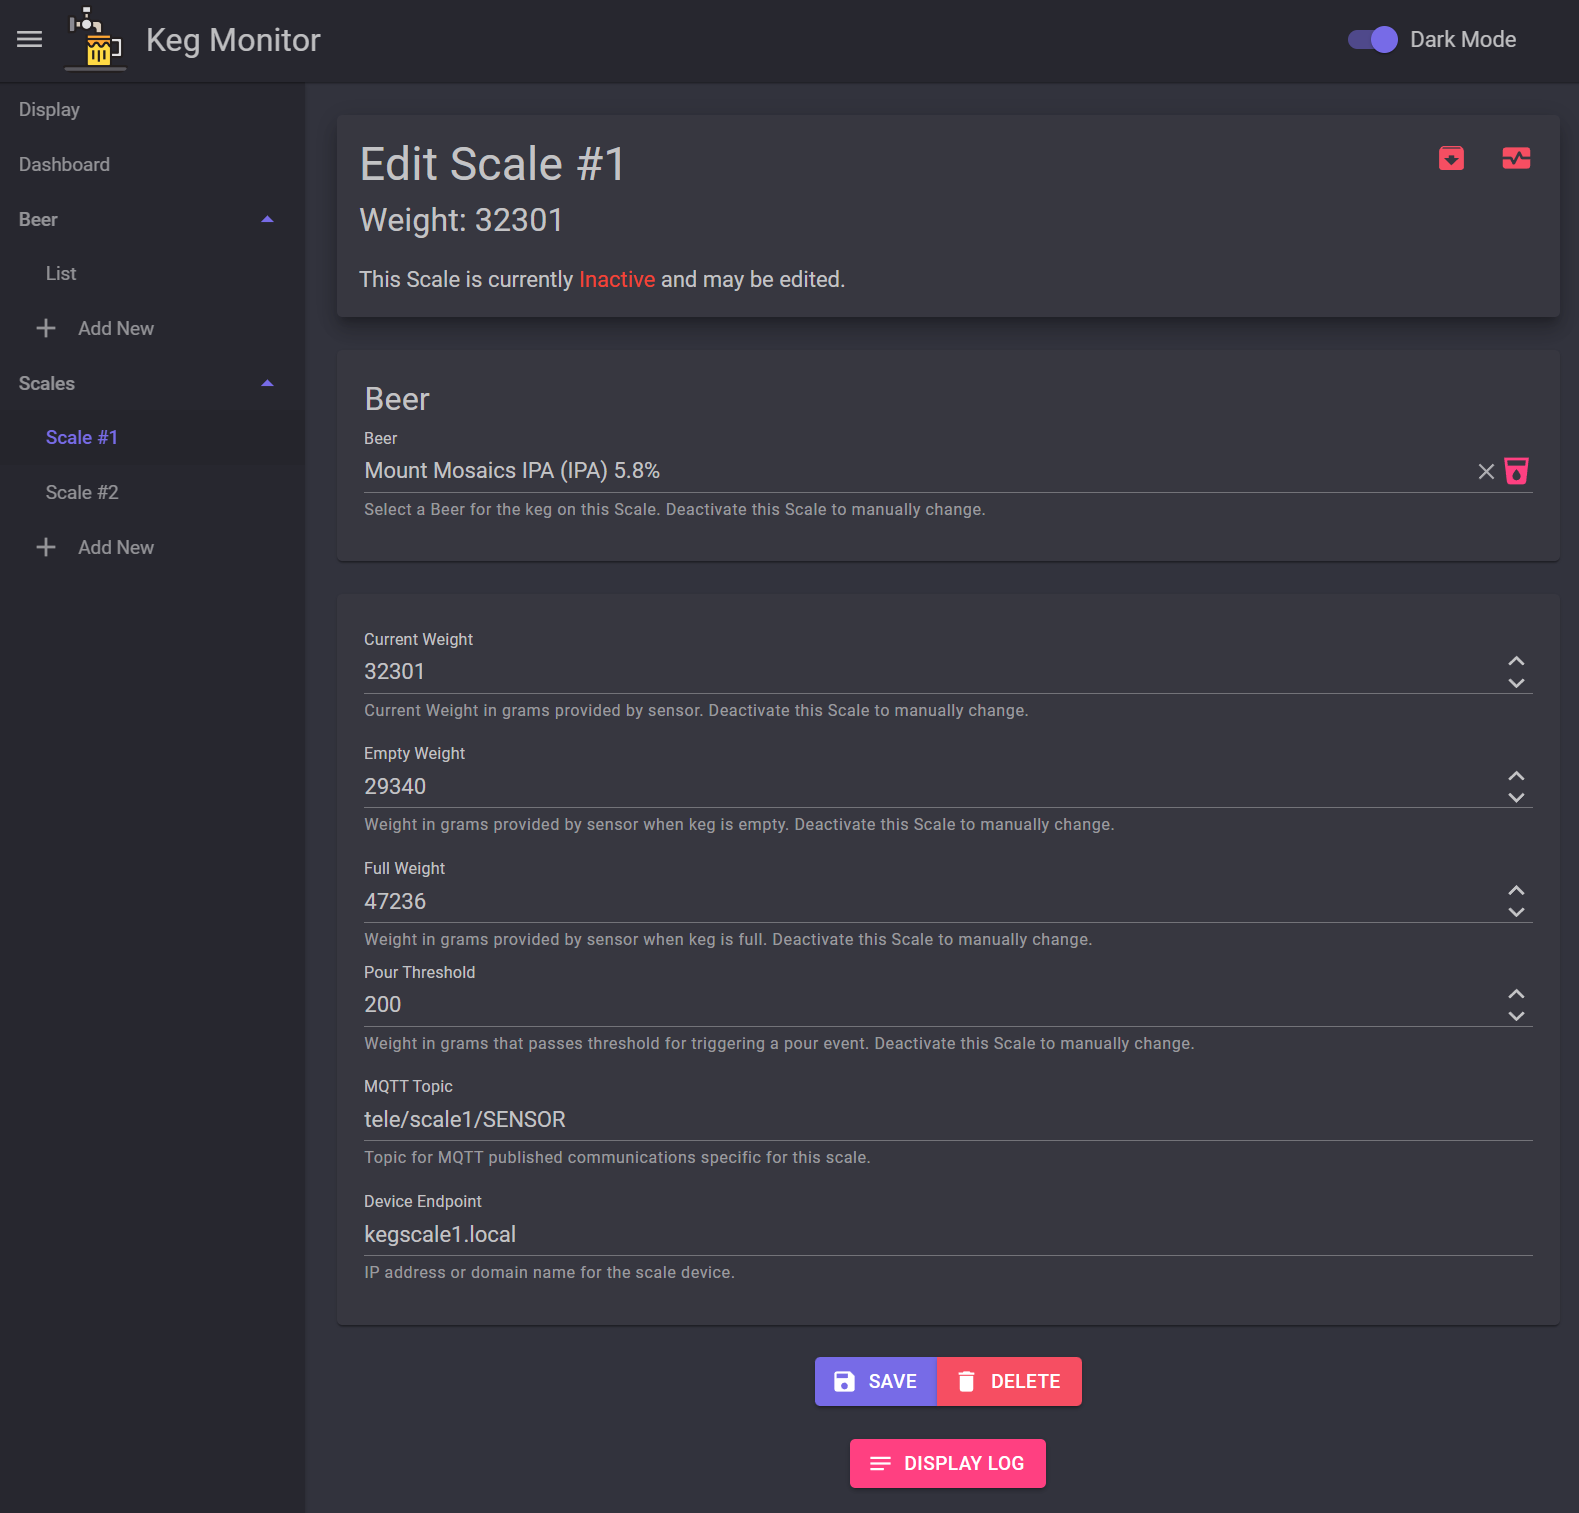 Keg Monitor
Dark Mode
Display
Dashboard
Beer
List
Add New
Scales
Scale #1
Scale #2
Add New
Edit Scale #1
Weight: 32301
This Scale is currently Inactive and may be edited.
Beer
Beer
Mount Mosaics IPA (IPA) 5.8%
Select a Beer for the keg on this Scale. Deactivate this Scale to manually change.
Current Weight
32301
Current Weight in grams provided by sensor. Deactivate this Scale to manually change.
Empty Weight
29340
Weight in grams provided by sensor when keg is empty. Deactivate this Scale to manually change.
Full Weight
47236
Weight in grams provided by sensor when keg is full. Deactivate this Scale to manually change.
Pour Threshold
200
Weight in grams that passes threshold for triggering a pour event. Deactivate this Scale to manually change.
MQTT Topic
tele/scale1/SENSOR
Topic for MQTT published communications specific for this scale.
Device Endpoint
kegscale1.local
IP address or domain name for the scale device.
SAVE
DELETE
DISPLAY LOG